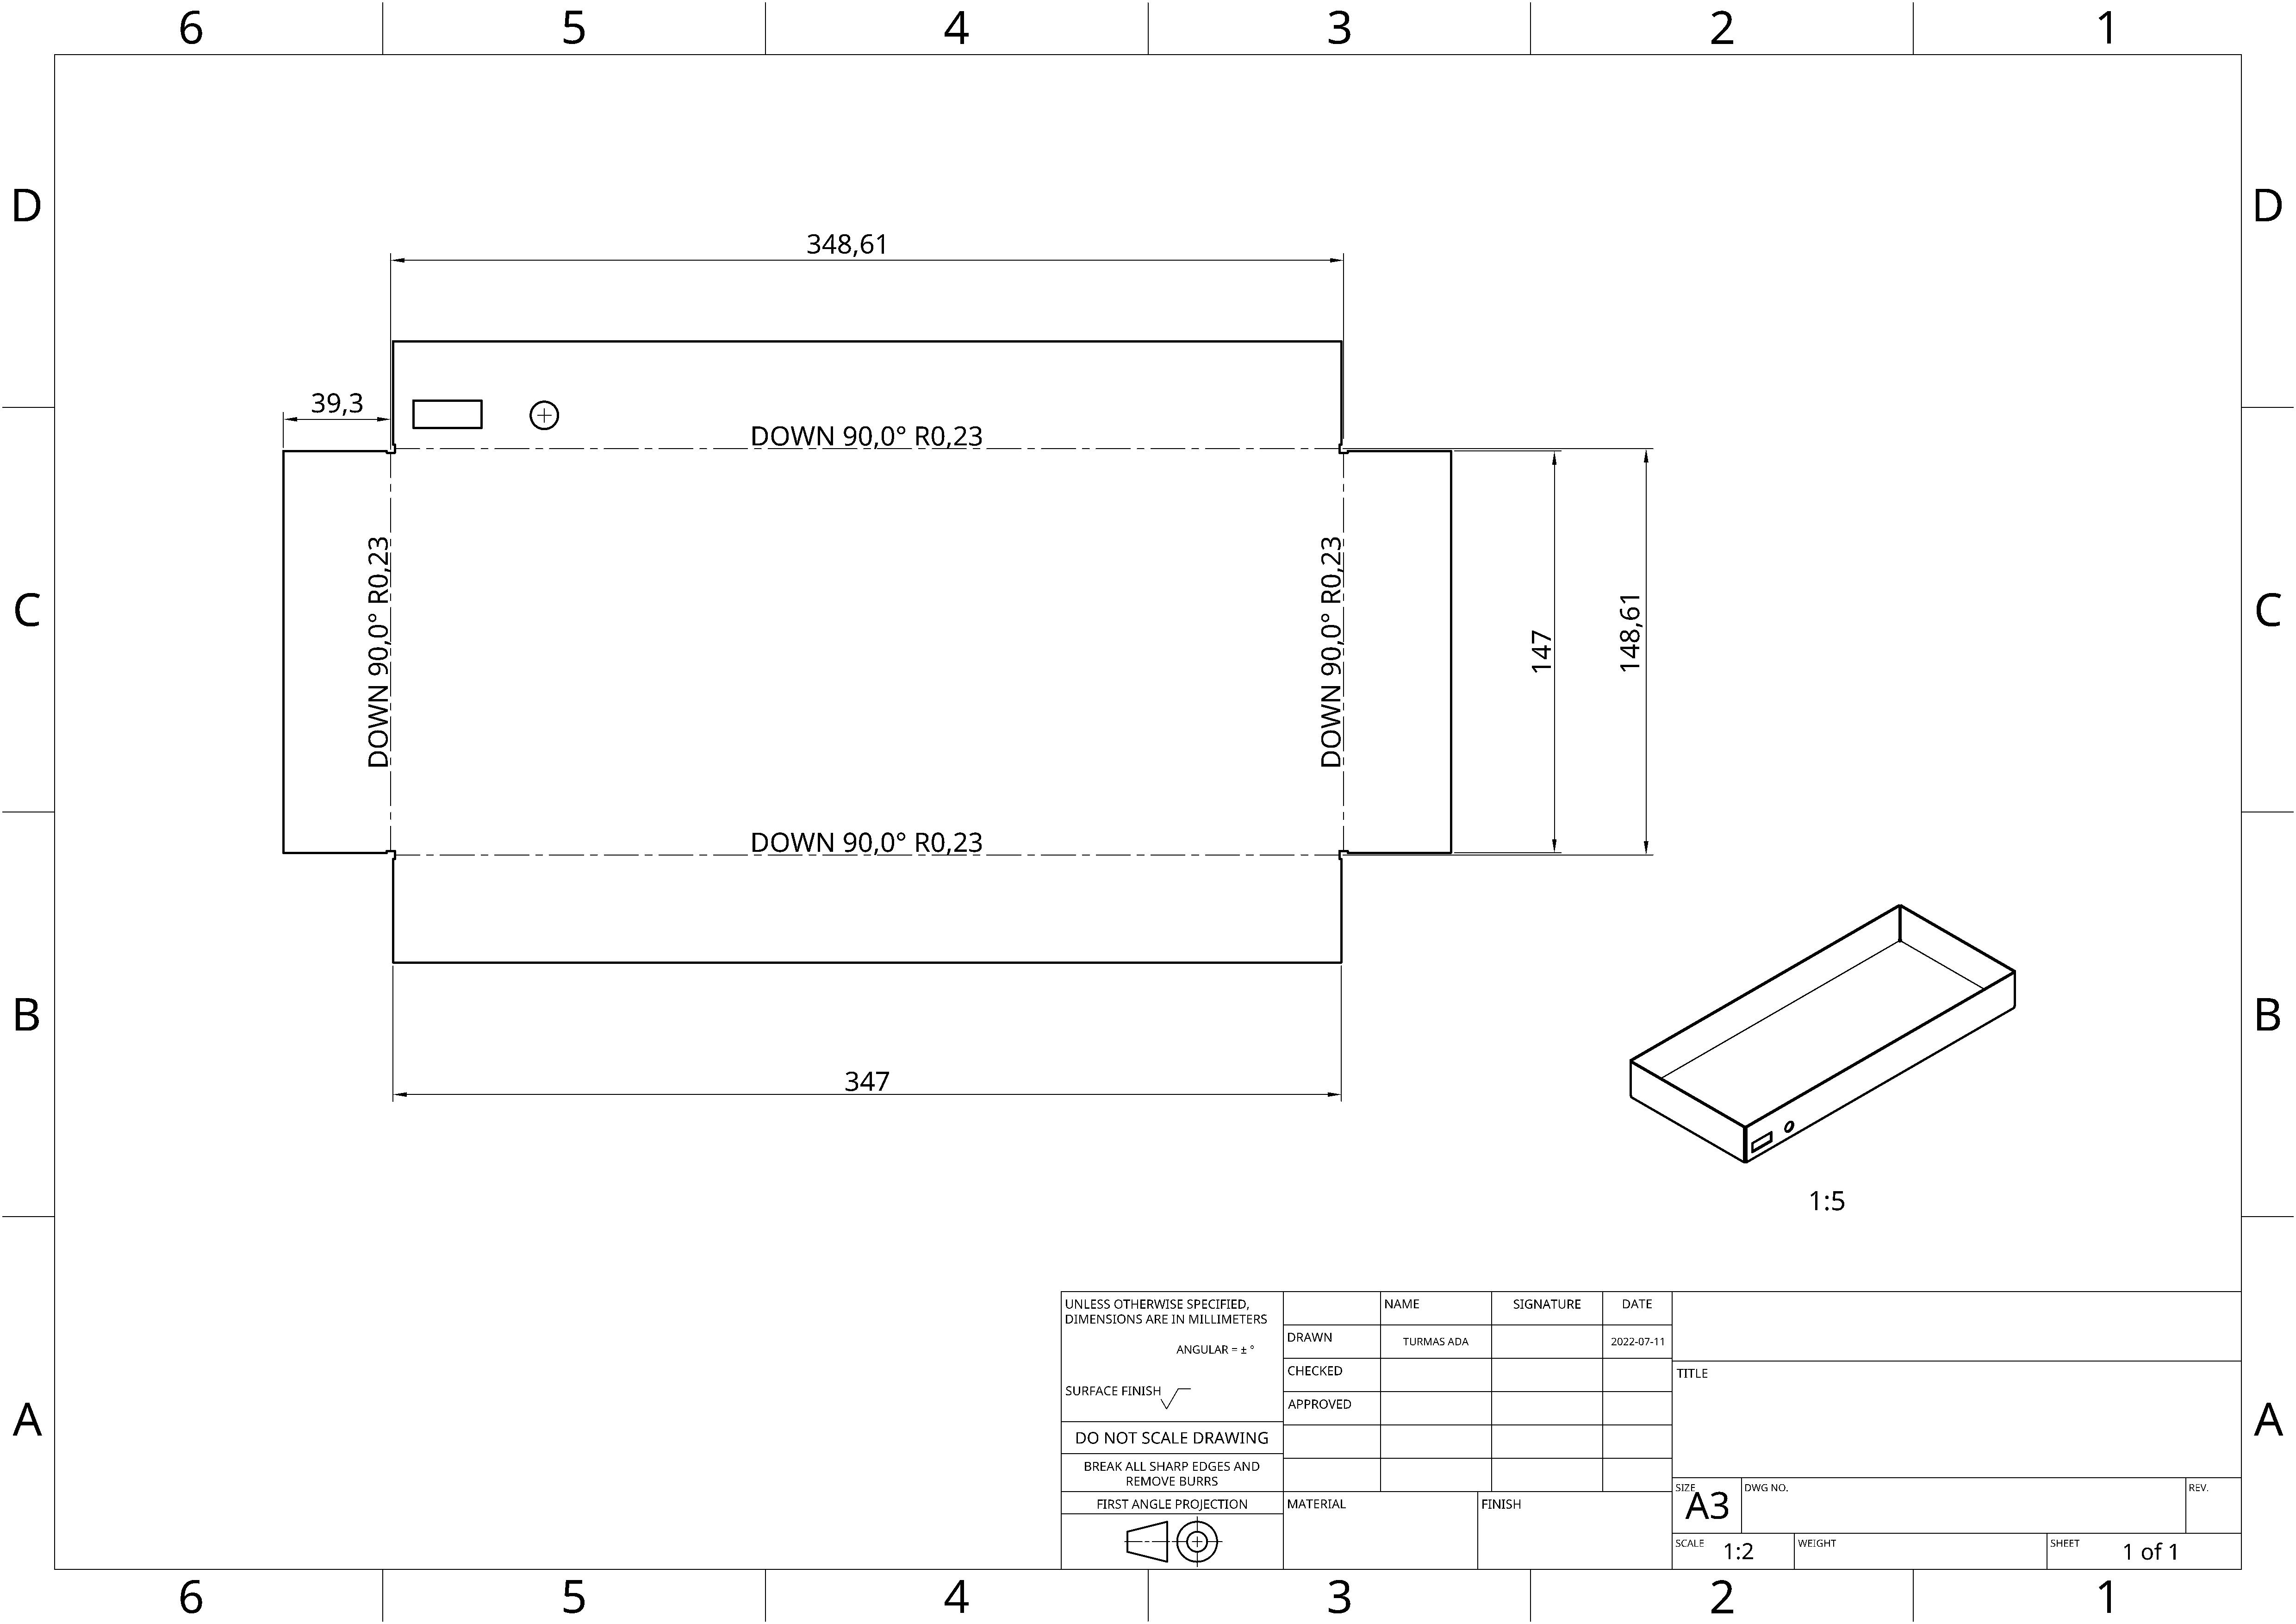 6 5 4 3 2 1
D D
348,61
39,3
DOWN 90,0° R0,23
C C
DOWN 90,0° R0,23
DOWN 90,0° R0,23
147
148,61
DOWN 90,0° R0,23
B B
347
1:5
A A
UNLESS OTHERWISE SPECIFIED,
DIMENSIONS ARE IN MILLIMETERS
ANGULAR = ± °
SURFACE FINISH
DO NOT SCALE DRAWING
BREAK ALL SHARP EDGES AND
REMOVE BURRS
FIRST ANGLE PROJECTION
NAME SIGNATURE DATE
DRAWN TURMAS ADA 2022-07-11
CHECKED
APPROVED
MATERIAL FINISH
TITLE
SIZE A3 DWG NO. REV.
SCALE 1:2 WEIGHT SHEET 1 of 1
6 5 4 3 2 1